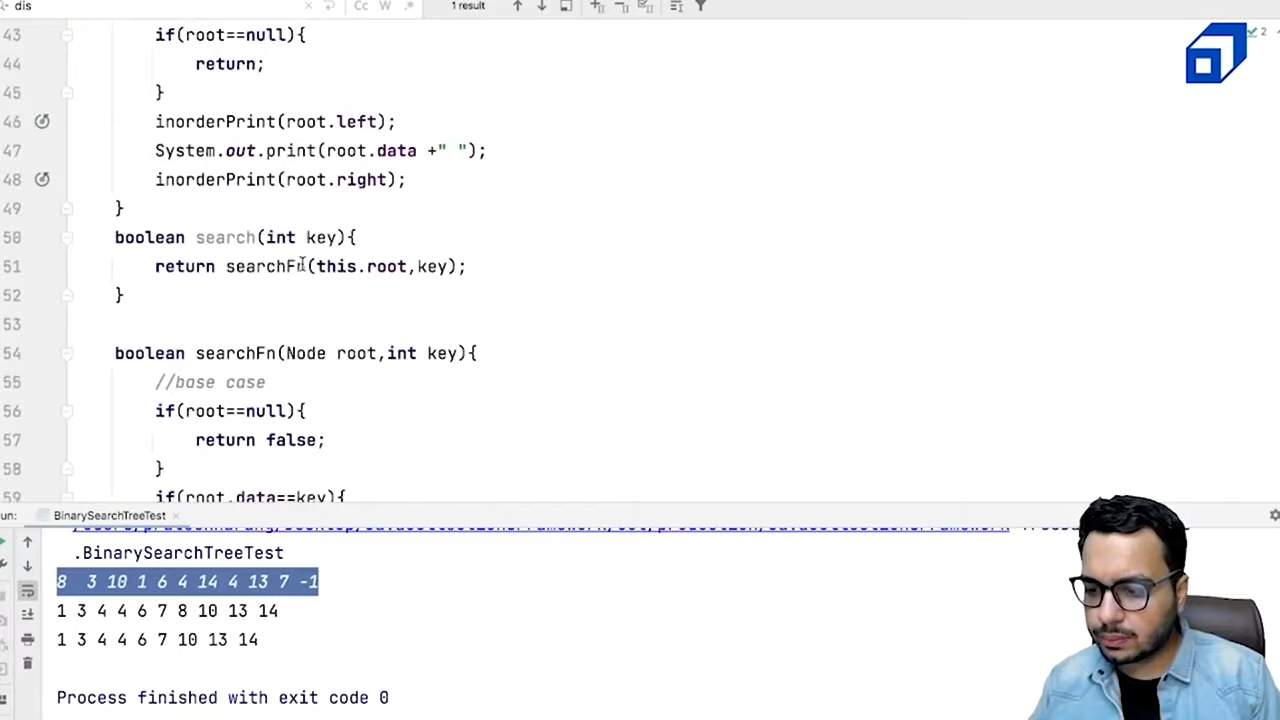 dis
Cc W .*
1 result
2
43 if(root==null){
44 return;
45 }
46 inorderPrint(root.left);
47 System.out.print(root.data +" ");
48 inorderPrint(root.right);
49 }
50 boolean search(int key){
51 return searchFn(this.root,key);
52 }
53
54 boolean searchFn(Node root,int key){
55 //base case
56 if(root==null){
57 return false;
58 }
59 if(root.data==key){
un: BinarySearchTreeTest
.BinarySearchTreeTest
8 3 10 1 6 4 14 4 13 7 -1
1 3 4 4 6 7 8 10 13 14
1 3 4 4 6 7 10 13 14
Process finished with exit code 0